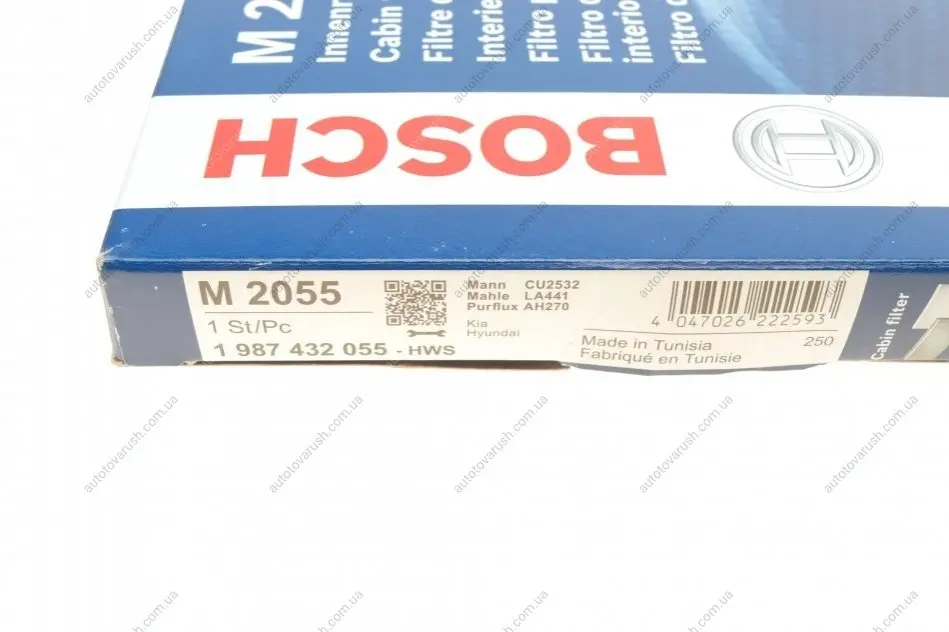 M 2
Innenr
Cabin
Filtre
Interie
Filtro
Filtro
interio
Filtro
BOSCH
M 2055
1 St/Pc
1 987 432 055 - HWS
Mann CU2532
Mahle LA441
Purflux AH270
Kia
Hyundai
4 047026 222593
Made in Tunisia 250
Fabriqué en Tunisie
Cabin filter
autotovarush.com.ua